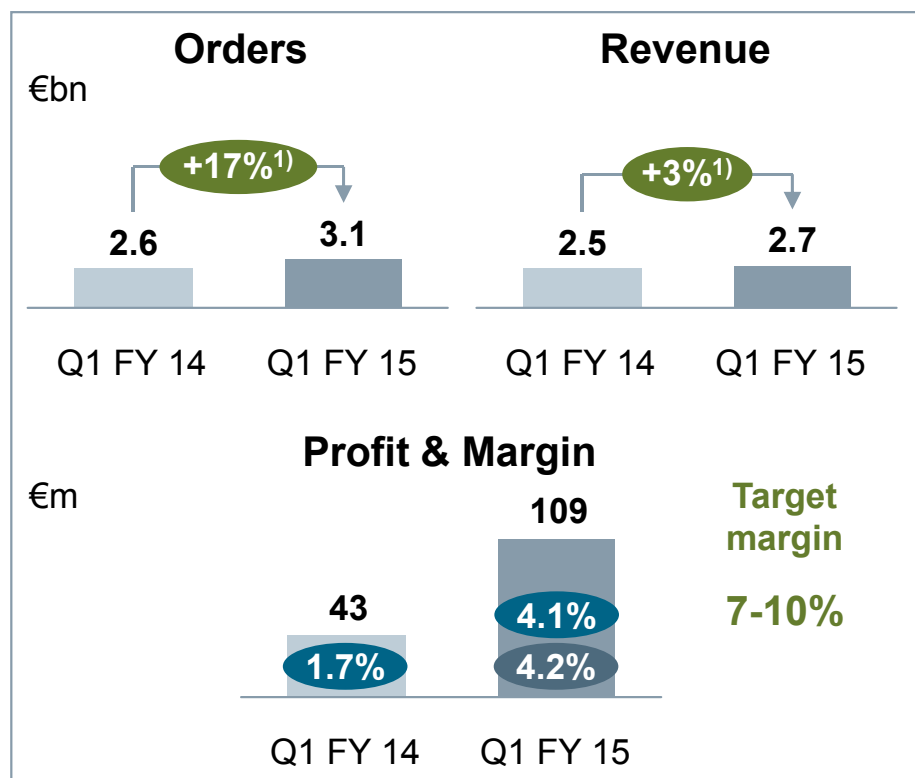 Orders
€bn
+17%1)
2.6
3.1
Q1 FY 14
Q1 FY 15
Revenue
+3%1)
2.5
2.7
Q1 FY 14
Q1 FY 15
Profit & Margin
€m
43
1.7%
109
4.1%
4.2%
Q1 FY 14
Q1 FY 15
Target
margin
7-10%